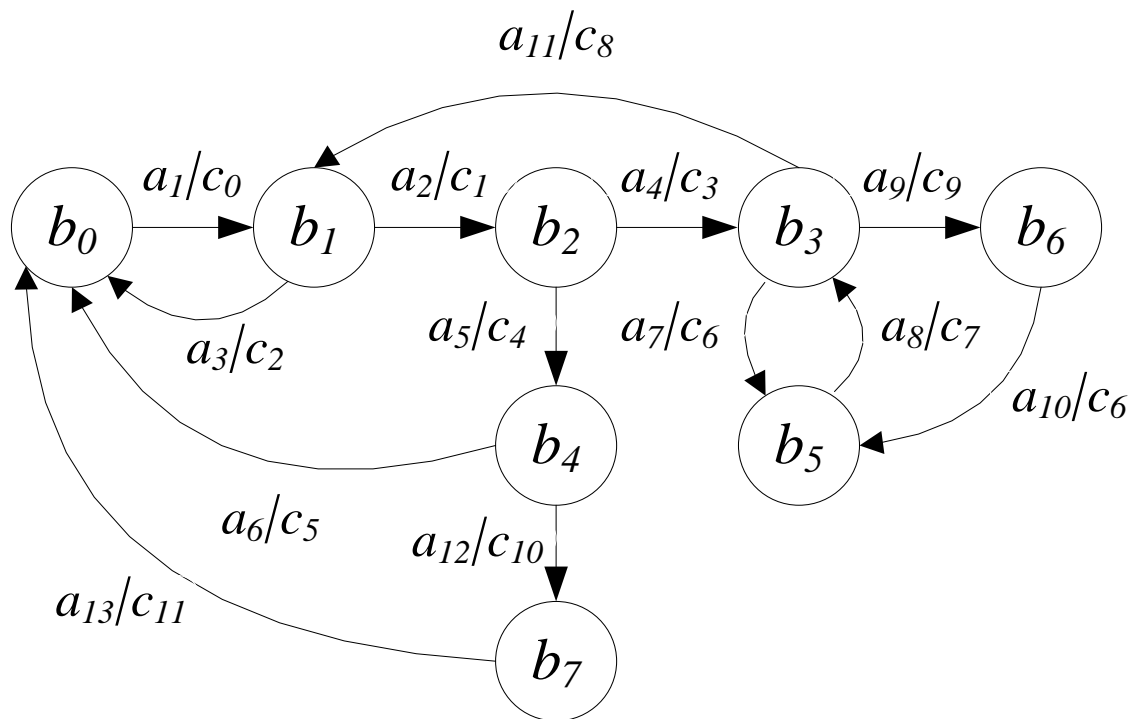 a₁₁/c₈
a₁/c₀ a₂/c₁ a₄/c₃ a₉/c₉
b₀ b₁ b₂ b₃ b₆
a₃/c₂ a₅/c₄ a₇/c₆ a₈/c₇
a₁₀/c₆
b₄ b₅
a₆/c₅ a₁₂/c₁₀
a₁₃/c₁₁
b₇